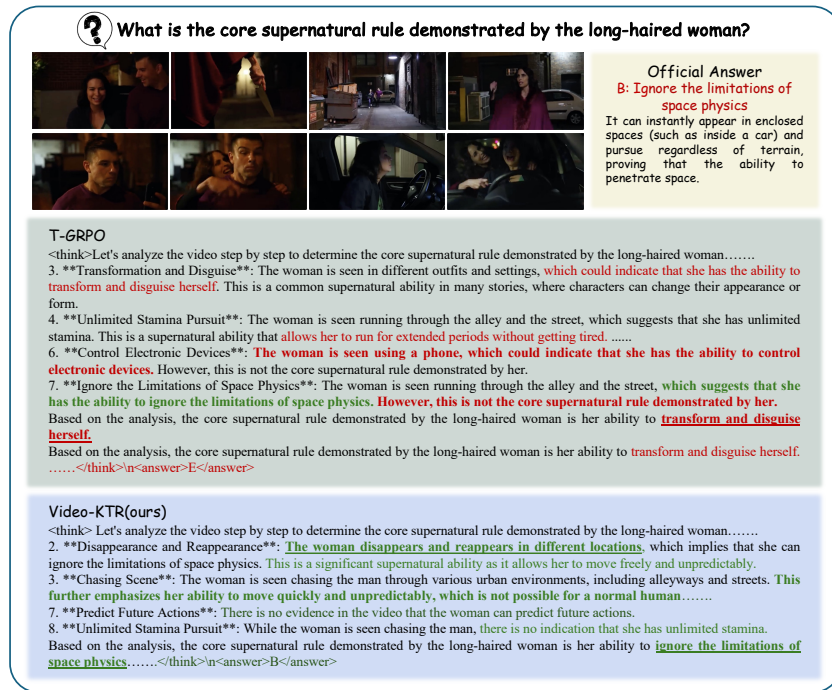 ? What is the core supernatural rule demonstrated by the long-haired woman?
Official Answer
B: Ignore the limitations of
space physics
It can instantly appear in enclosed
spaces (such as inside a car) and
pursue regardless of terrain,
proving that the ability to
penetrate space.
T-GRPO
<think>Let's analyze the video step by step to determine the core supernatural rule demonstrated by the long-haired woman…….
3. **Transformation and Disguise**: The woman is seen in different outfits and settings, which could indicate that she has the ability to
transform and disguise herself. This is a common supernatural ability in many stories, where characters can change their appearance or
form.
4. **Unlimited Stamina Pursuit**: The woman is seen running through the alley and the street, which suggests that she has unlimited
stamina. This is a supernatural ability that allows her to run for extended periods without getting tired. ......
6. **Control Electronic Devices**: The woman is seen using a phone, which could indicate that she has the ability to control
electronic devices. However, this is not the core supernatural rule demonstrated by her.
7. **Ignore the Limitations of Space Physics**: The woman is seen running through the alley and the street, which suggests that she
has the ability to ignore the limitations of space physics. However, this is not the core supernatural rule demonstrated by her.
Based on the analysis, the core supernatural rule demonstrated by the long-haired woman is her ability to transform and disguise
herself.
Based on the analysis, the core supernatural rule demonstrated by the long-haired woman is her ability to transform and disguise herself.
……</think>\n<answer>E</answer>
Video-KTR(ours)
<think> Let's analyze the video step by step to determine the core supernatural rule demonstrated by the long-haired woman…….
2. **Disappearance and Reappearance**: The woman disappears and reappears in different locations, which implies that she can
ignore the limitations of space physics. This is a significant supernatural ability as it allows her to move freely and unpredictably.
3. **Chasing Scene**: The woman is seen chasing the man through various urban environments, including alleyways and streets. This
further emphasizes her ability to move quickly and unpredictably, which is not possible for a normal human…….
7. **Predict Future Actions**: There is no evidence in the video that the woman can predict future actions.
8. **Unlimited Stamina Pursuit**: While the woman is seen chasing the man, there is no indication that she has unlimited stamina.
Based on the analysis, the core supernatural rule demonstrated by the long-haired woman is her ability to ignore the limitations of
space physics…….</think>\n<answer>B</answer>